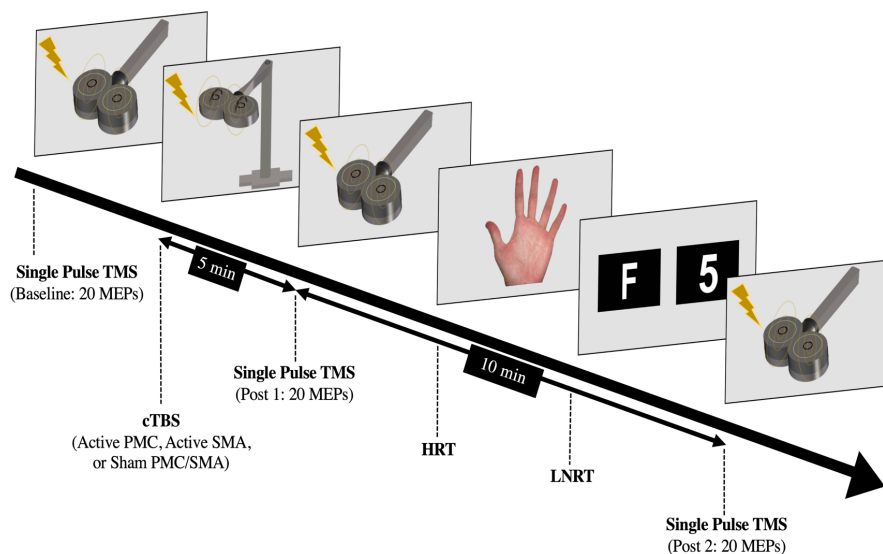 F 5
Single Pulse TMS
(Baseline: 20 MEPs)
5 min
cTBS
(Active PMC, Active SMA,
or Sham PMC/SMA)
Single Pulse TMS
(Post 1: 20 MEPs)
10 min
HRT
LNRT
Single Pulse TMS
(Post 2: 20 MEPs)